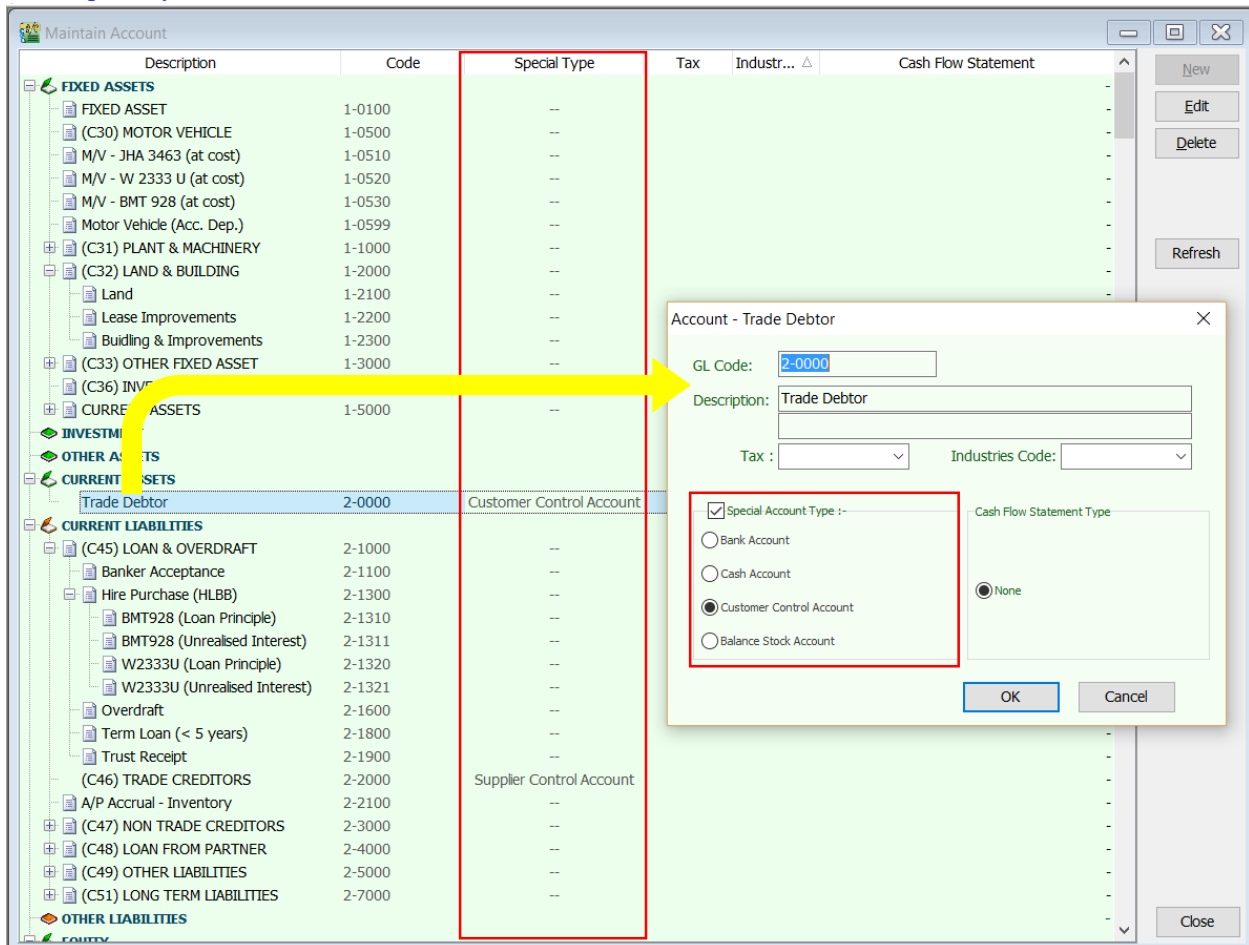 Maintain Account
Description Code Special Type Tax Industr... Cash Flow Statement
New
Edit
Delete
Refresh
Close
FIXED ASSETS -
FIXED ASSET 1-0100 -- -
(C30) MOTOR VEHICLE 1-0500 -- -
M/V - JHA 3463 (at cost) 1-0510 -- -
M/V - W 2333 U (at cost) 1-0520 -- -
M/V - BMT 928 (at cost) 1-0530 -- -
Motor Vehicle (Acc. Dep.) 1-0599 -- -
(C31) PLANT & MACHINERY 1-1000 -- -
(C32) LAND & BUILDING 1-2000 -- -
Land 1-2100 -- -
Lease Improvements 1-2200 --
Buidling & Improvements 1-2300 --
(C33) OTHER FIXED ASSET 1-3000 --
(C36)
CURRENT ASSETS 1-5000 --
INVESTM
OTHER ASSETS
CURRENT ASSETS
Trade Debtor 2-0000 Customer Control Account
CURRENT LIABILITIES
(C45) LOAN & OVERDRAFT 2-1000 --
Banker Acceptance 2-1100 --
Hire Purchase (HLBB) 2-1300 --
BMT928 (Loan Principle) 2-1310 --
BMT928 (Unrealised Interest) 2-1311 --
W2333U (Loan Principle) 2-1320 --
W2333U (Unrealised Interest) 2-1321 --
Overdraft 2-1600 --
Term Loan (< 5 years) 2-1800 -- -
Trust Receipt 2-1900 -- -
(C46) TRADE CREDITORS 2-2000 Supplier Control Account -
A/P Accrual - Inventory 2-2100 -- -
(C47) NON TRADE CREDITORS 2-3000 -- -
(C48) LOAN FROM PARTNER 2-4000 -- -
(C49) OTHER LIABILITIES 2-5000 -- -
(C51) LONG TERM LIABILITIES 2-7000 -- -
OTHER LIABILITIES -
EQUITY
Account - Trade Debtor
GL Code: 2-0000
Description: Trade Debtor
Tax : Industries Code:
Special Account Type :-
Bank Account
Cash Account
Customer Control Account
Balance Stock Account
Cash Flow Statement Type
None
OK Cancel